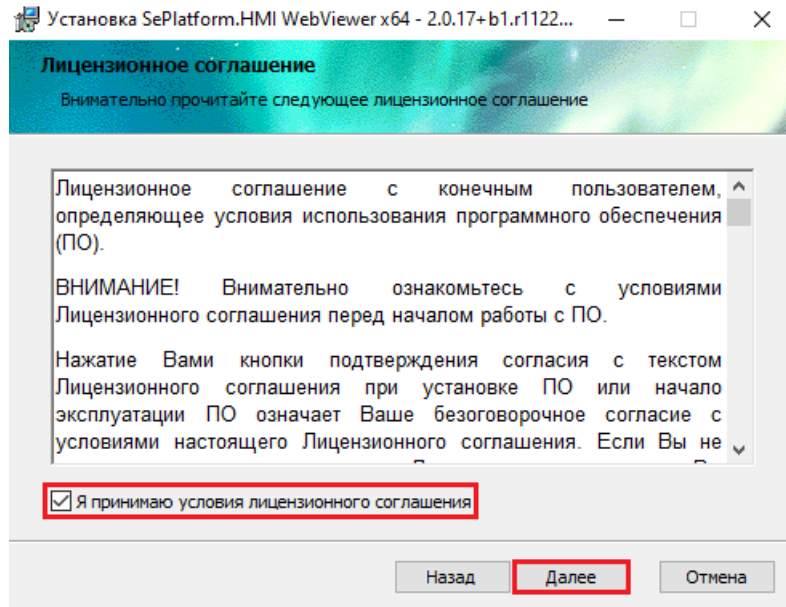 Установка SePlatform.HMI WebViewer x64 - 2.0.17+b1.r1122...
Лицензионное соглашение
Внимательно прочитайте следующее лицензионное соглашение
Лицензионное соглашение с конечным пользователем,
определяющее условия использования программного обеспечения
(ПО).
ВНИМАНИЕ! Внимательно ознакомьтесь с условиями
Лицензионного соглашения перед началом работы с ПО.
Нажатие Вами кнопки подтверждения согласия с текстом
Лицензионного соглашения при установке ПО или начало
эксплуатации ПО означает Ваше безоговорочное согласие с
условиями настоящего Лицензионного соглашения. Если Вы не
Я принимаю условия лицензионного соглашения
Назад Далее Отмена